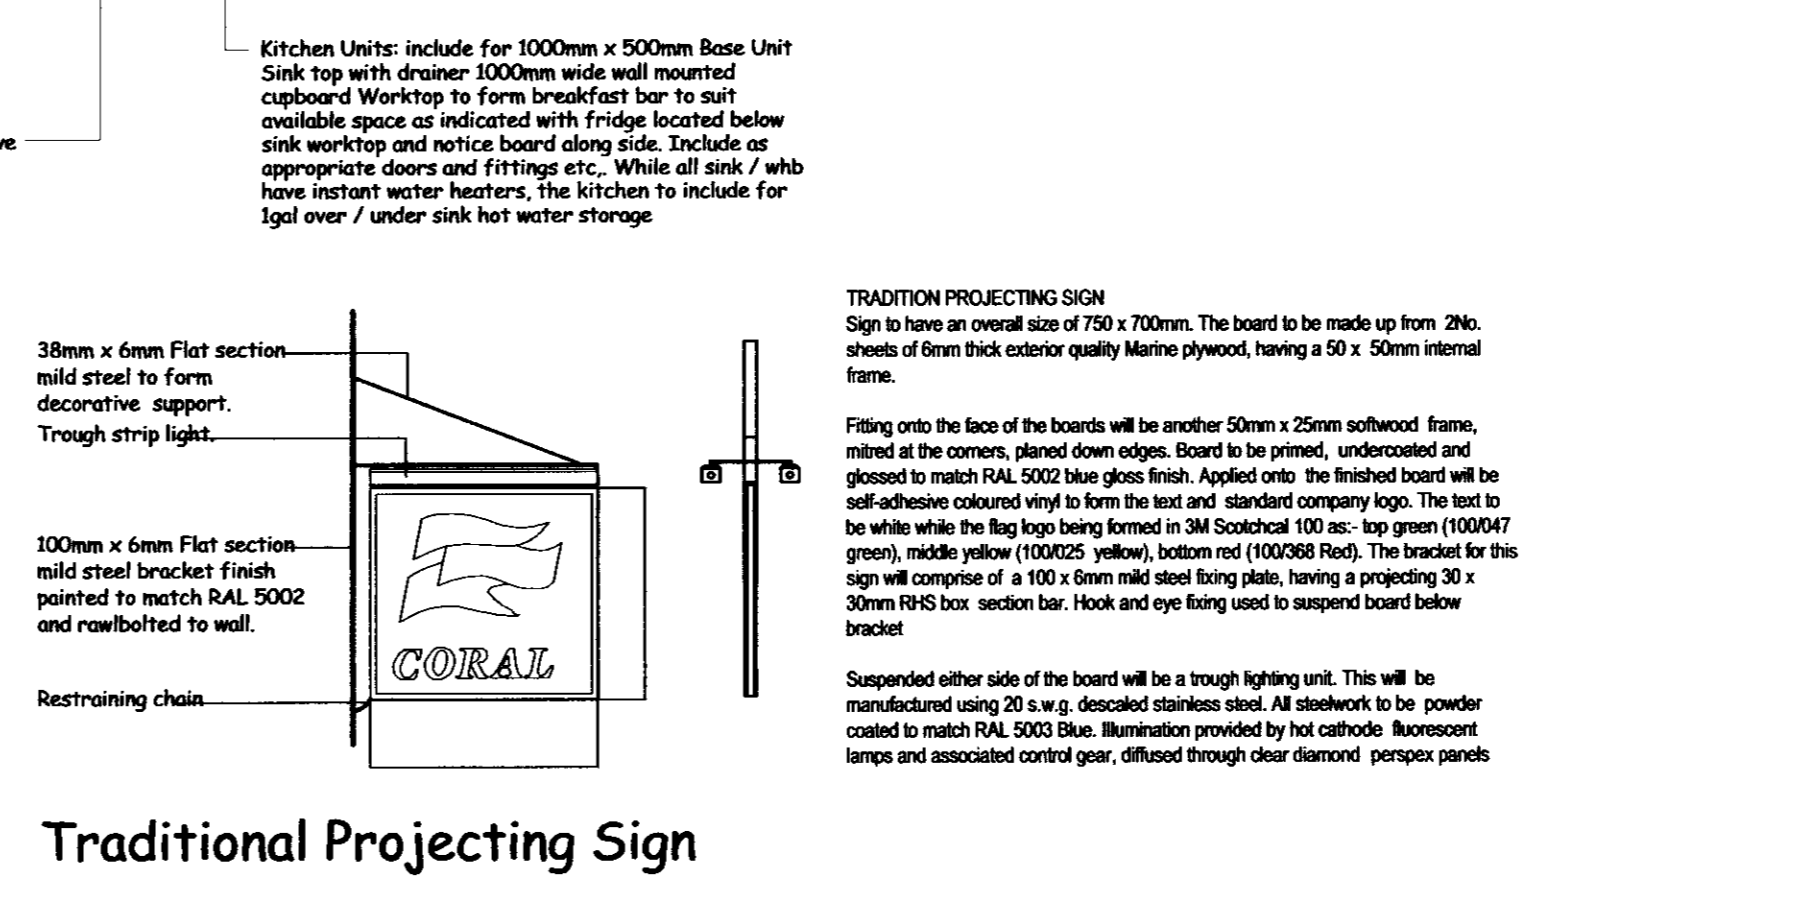 Kitchen Units: include for 1000mm x 500mm Base Unit
Sink top with drainer 1000mm wide wall mounted
cupboard Worktop to form breakfast bar to suit
available space as indicated with fridge located below
sink worktop and notice board along side. Include as
appropriate doors and fittings etc,. While all sink / whb
have instant water heaters, the kitchen to include for
1gal over / under sink hot water storage
38mm x 6mm Flat section
mild steel to form
decorative support.
Trough strip light.
100mm x 6mm Flat section
mild steel bracket finish
painted to match RAL 5002
and rawlbolted to wall.
Restraining chain
CORAL
TRADITION PROJECTING SIGN
Sign to have an overall size of 750 x 700mm. The board to be made up from 2No.
sheets of 6mm thick exterior quality Marine plywood, having a 50 x 50mm internal
frame.
Fitting onto the face of the boards will be another 50mm x 25mm softwood frame,
mitred at the corners, planed down edges. Board to be primed, undercoated and
glossed to match RAL 5002 blue gloss finish. Applied onto the finished board will be
self-adhesive coloured vinyl to form the text and standard company logo. The text to
be white while the flag logo being formed in 3M Scotchcal 100 as:- top green (100/047
green), middle yellow (100/025 yellow), bottom red (100/368 Red). The bracket for this
sign will comprise of a 100 x 6mm mild steel fixing plate, having a projecting 30 x
30mm RHS box section bar. Hook and eye fixing used to suspend board below
bracket
Suspended either side of the board will be a trough lighting unit. This will be
manufactured using 20 s.w.g. descaled stainless steel. All steelwork to be powder
coated to match RAL 5003 Blue. Illumination provided by hot cathode fluorescent
lamps and associated control gear, diffused through clear diamond perspex panels
Traditional Projecting Sign